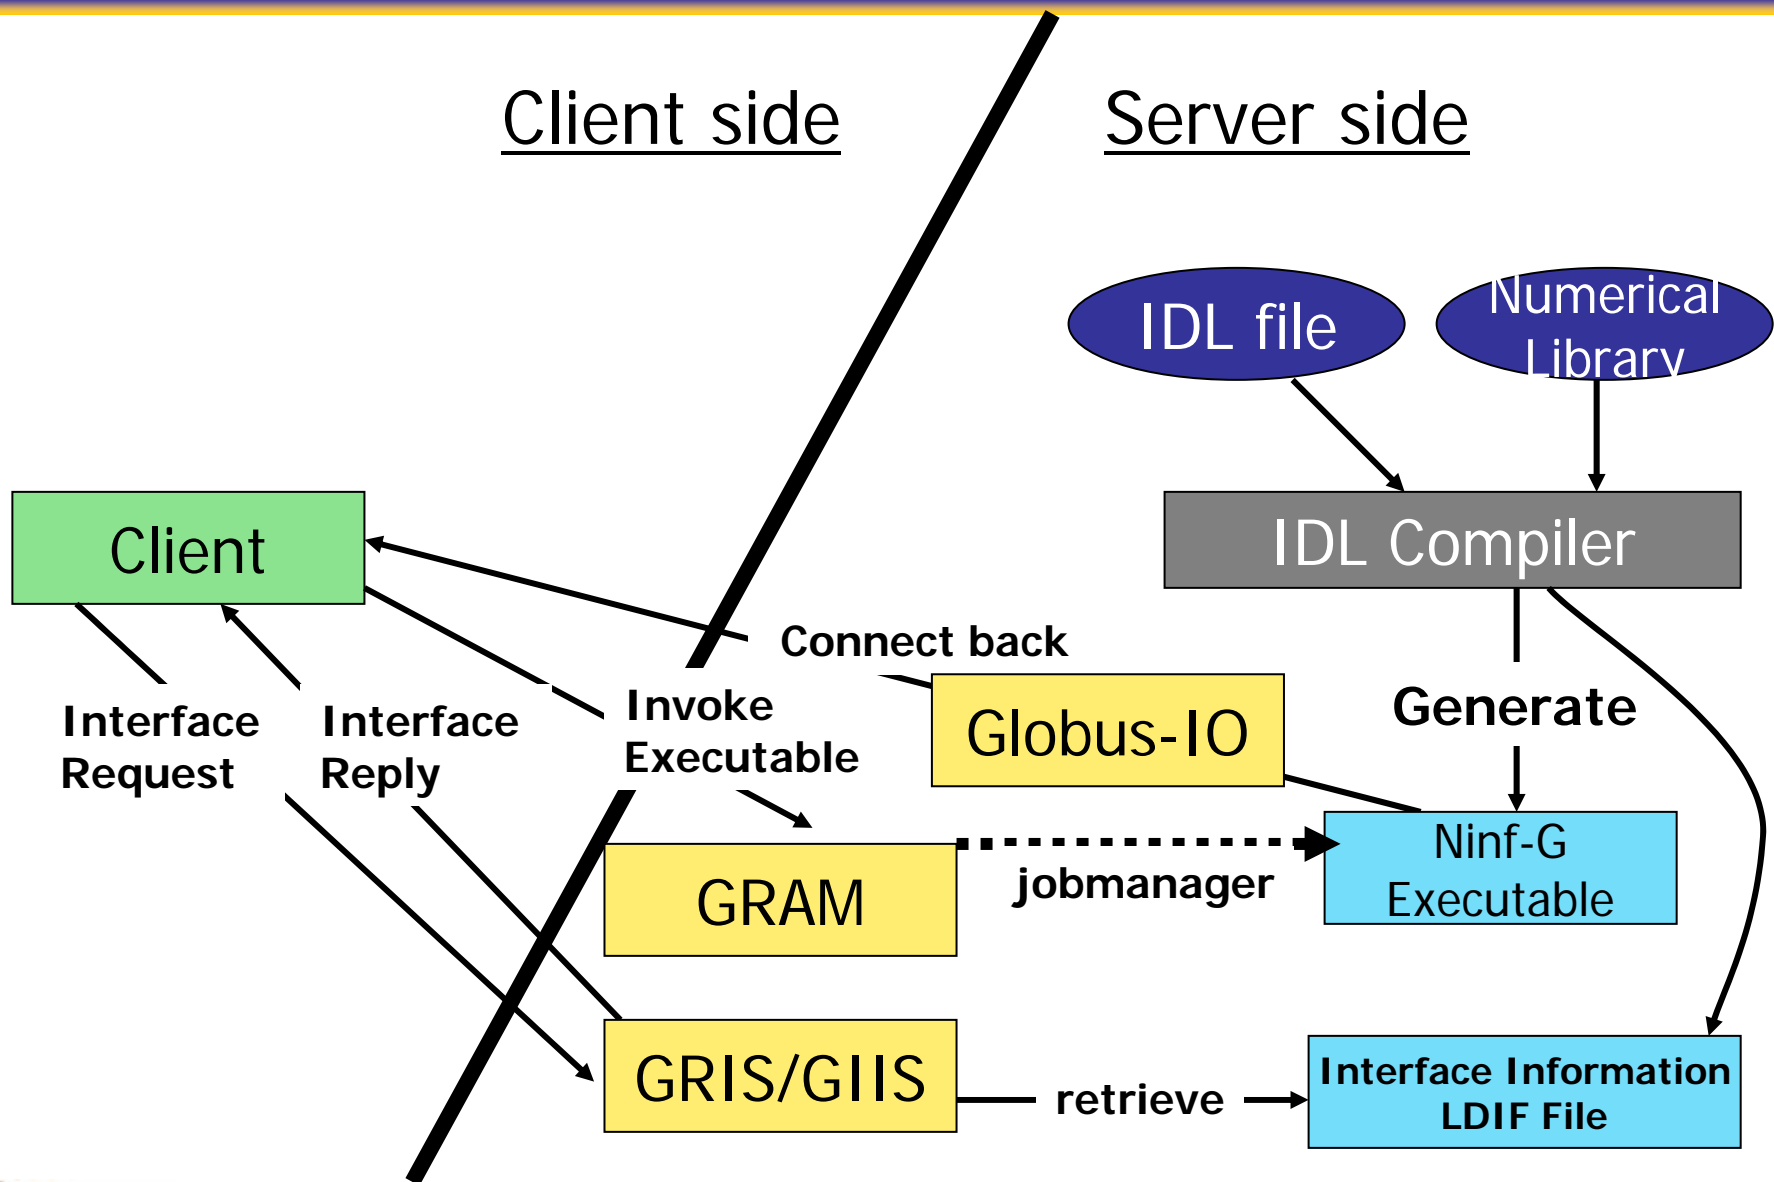 Client side
Server side
IDL file
Numerical
Library
Client
IDL Compiler
Connect back
Interface
Request
Interface
Reply
Invoke
Executable
Globus-IO
Generate
GRAM
jobmanager
Ninf-G
Executable
GRIS/GIIS
retrieve
Interface Information
LDIF File